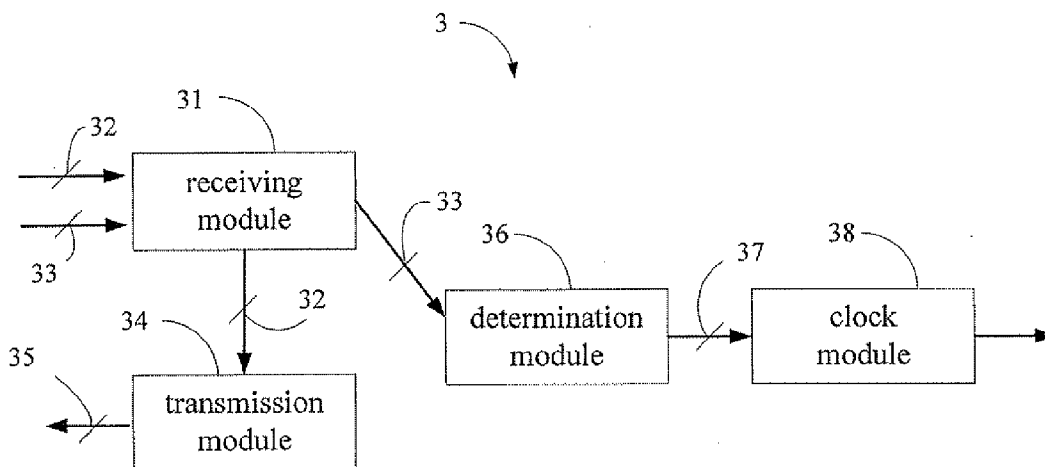 3
31
32
receiving
module
33
33
36
37
38
34
32
determination
module
clock
module
35
transmission
module